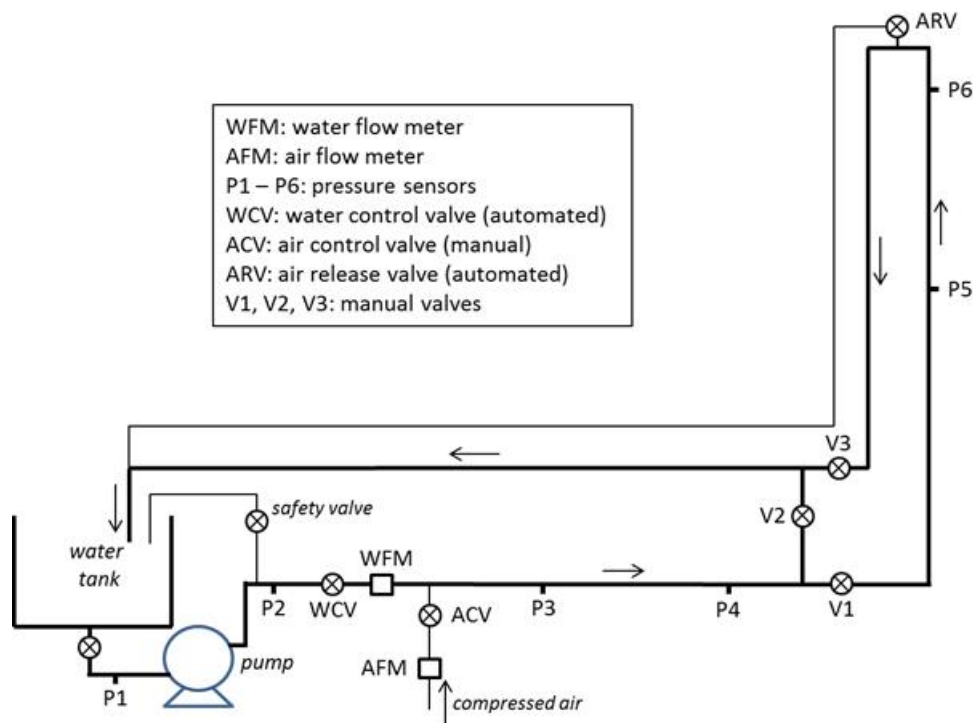 ARV
P6
WFM: water flow meter
AFM: air flow meter
P1 – P6: pressure sensors
WCV: water control valve (automated)
ACV: air control valve (manual)
ARV: air release valve (automated)
V1, V2, V3: manual valves
P5
V3
safety valve
V2
water
tank
WFM
P2
WCV
ACV
P3
P4
V1
pump
AFM
P1
compressed air